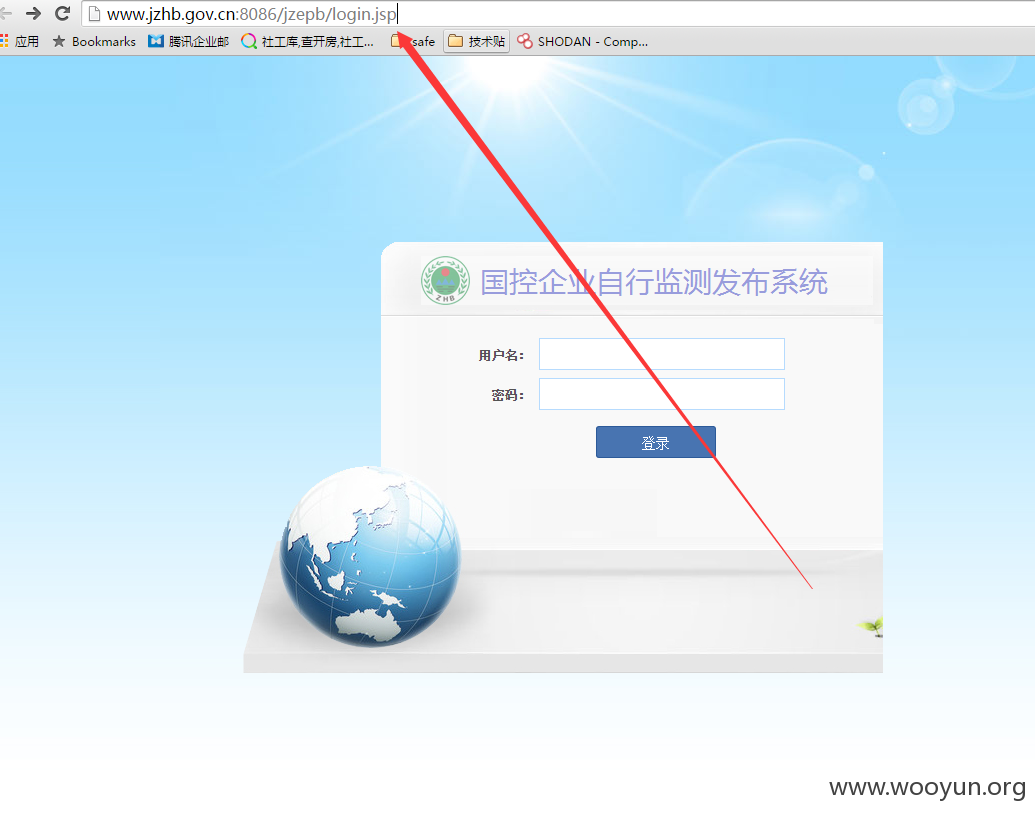 www.jzhb.gov.cn:8086/jzepb/login.jsp
应用 Bookmarks 腾讯企业邮 社工库,查开房,社工... safe 技术贴 SHODAN - Comp...
ZHB
国控企业自行监测发布系统
用户名:
密码:
登录
www.wooyun.org